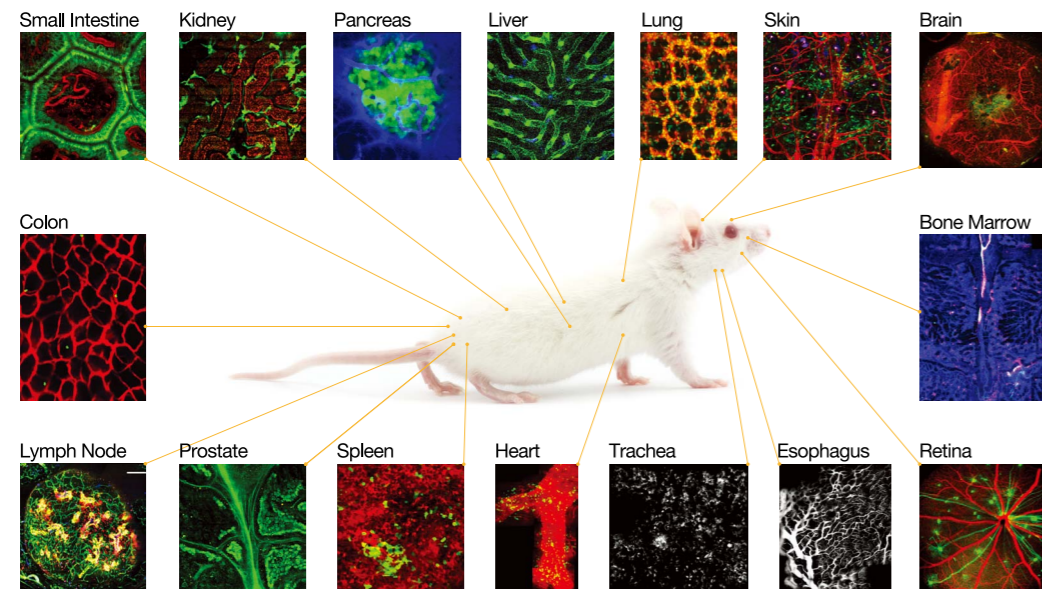 Small Intestine
Kidney
Pancreas
Liver
Lung
Skin
Brain
Colon
Bone Marrow
Lymph Node
Prostate
Spleen
Heart
Trachea
Esophagus
Retina